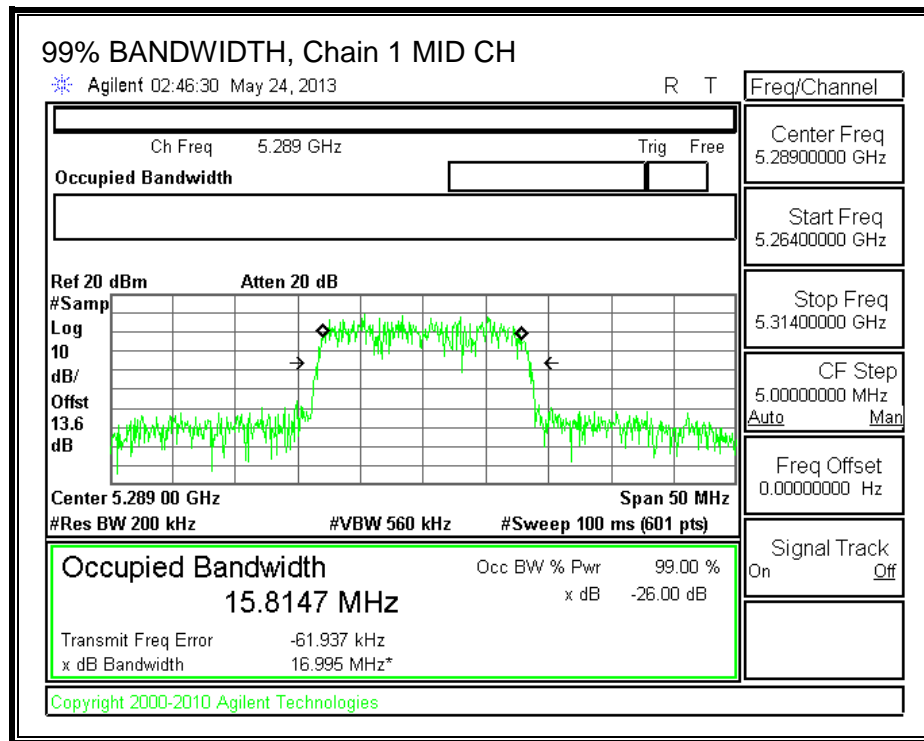 99% BANDWIDTH, Chain 1 MID CH
Agilent 02:46:30 May 24, 2013 R T
Freq/Channel
Ch Freq 5.289 GHz Trig Free
Occupied Bandwidth
Center Freq
5.28900000 GHz
Start Freq
5.26400000 GHz
Stop Freq
5.31400000 GHz
CF Step
5.00000000 MHz
Auto Man
Freq Offset
0.00000000 Hz
Signal Track
On Off
Ref 20 dBm Atten 20 dB
#Samp
Log
10
dB/
Offst
13.6
dB
Center 5.289 00 GHz Span 50 MHz
#Res BW 200 kHz #VBW 560 kHz #Sweep 100 ms (601 pts)
Occupied Bandwidth
15.8147 MHz
Occ BW % Pwr 99.00 %
x dB -26.00 dB
Transmit Freq Error -61.937 kHz
x dB Bandwidth 16.995 MHz*
Copyright 2000-2010 Agilent Technologies